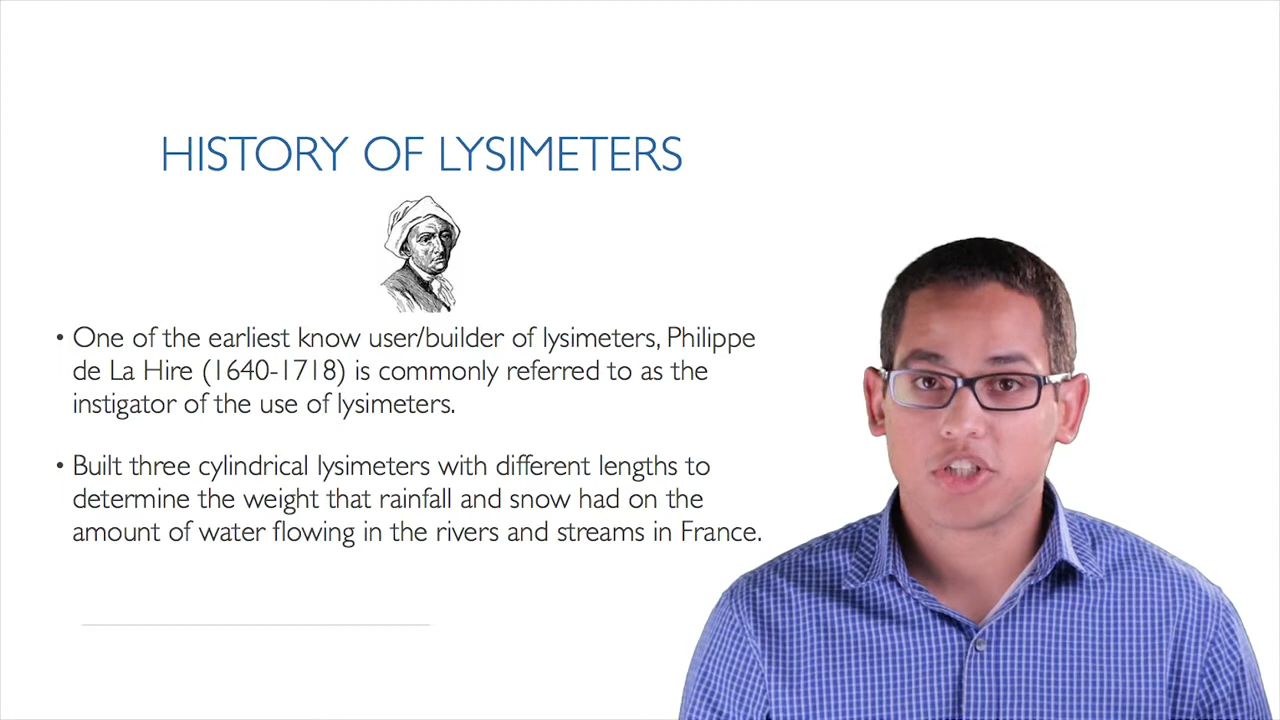 HISTORY OF LYSIMETERS
• One of the earliest know user/builder of lysimeters, Philippe
de La Hire (1640-1718) is commonly referred to as the
instigator of the use of lysimeters.
• Built three cylindrical lysimeters with different lengths to
determine the weight that rainfall and snow had on the
amount of water flowing in the rivers and streams in France.